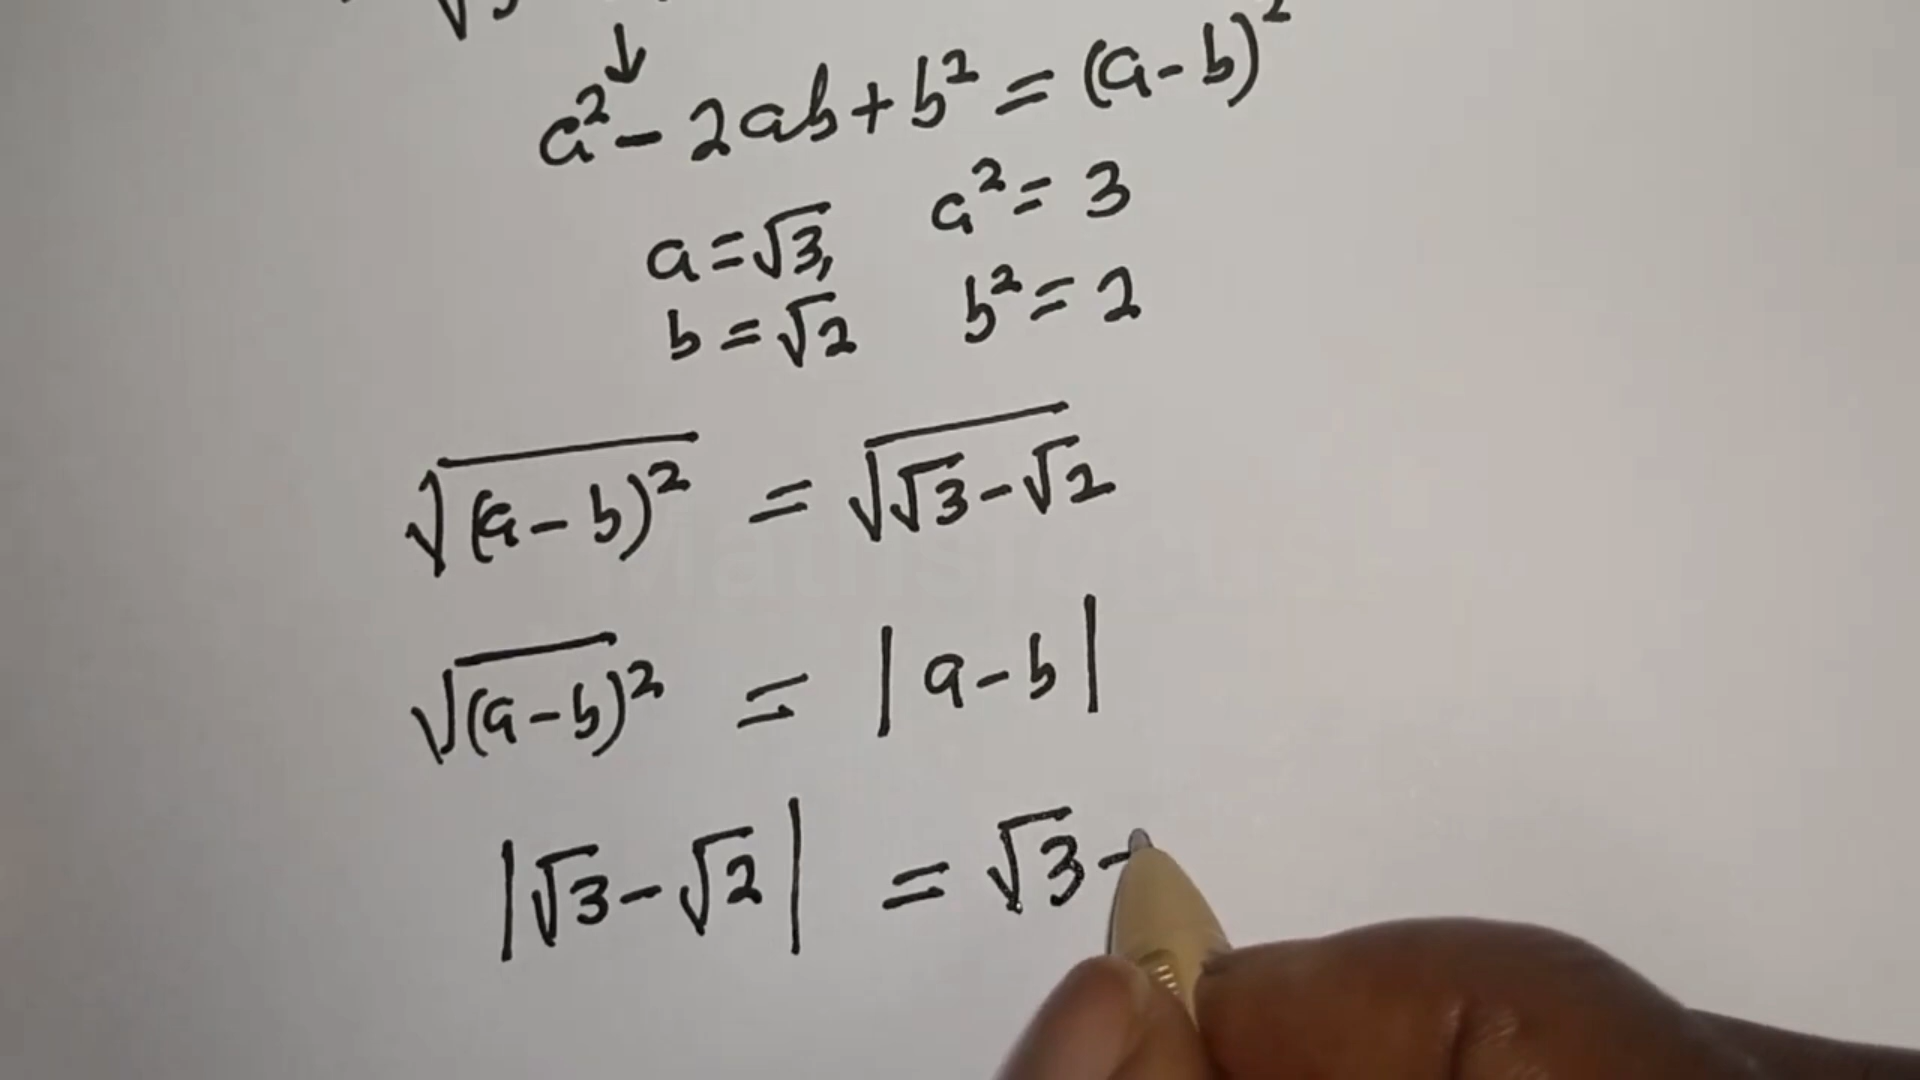 a² - 2ab + b² = (a - b)²
a = √3, a² = 3
b = √2 b² = 2
√(a - b)² = √√3 - √2
√(a - b)² = | a - b |
| √3 - √2 | = √3 -